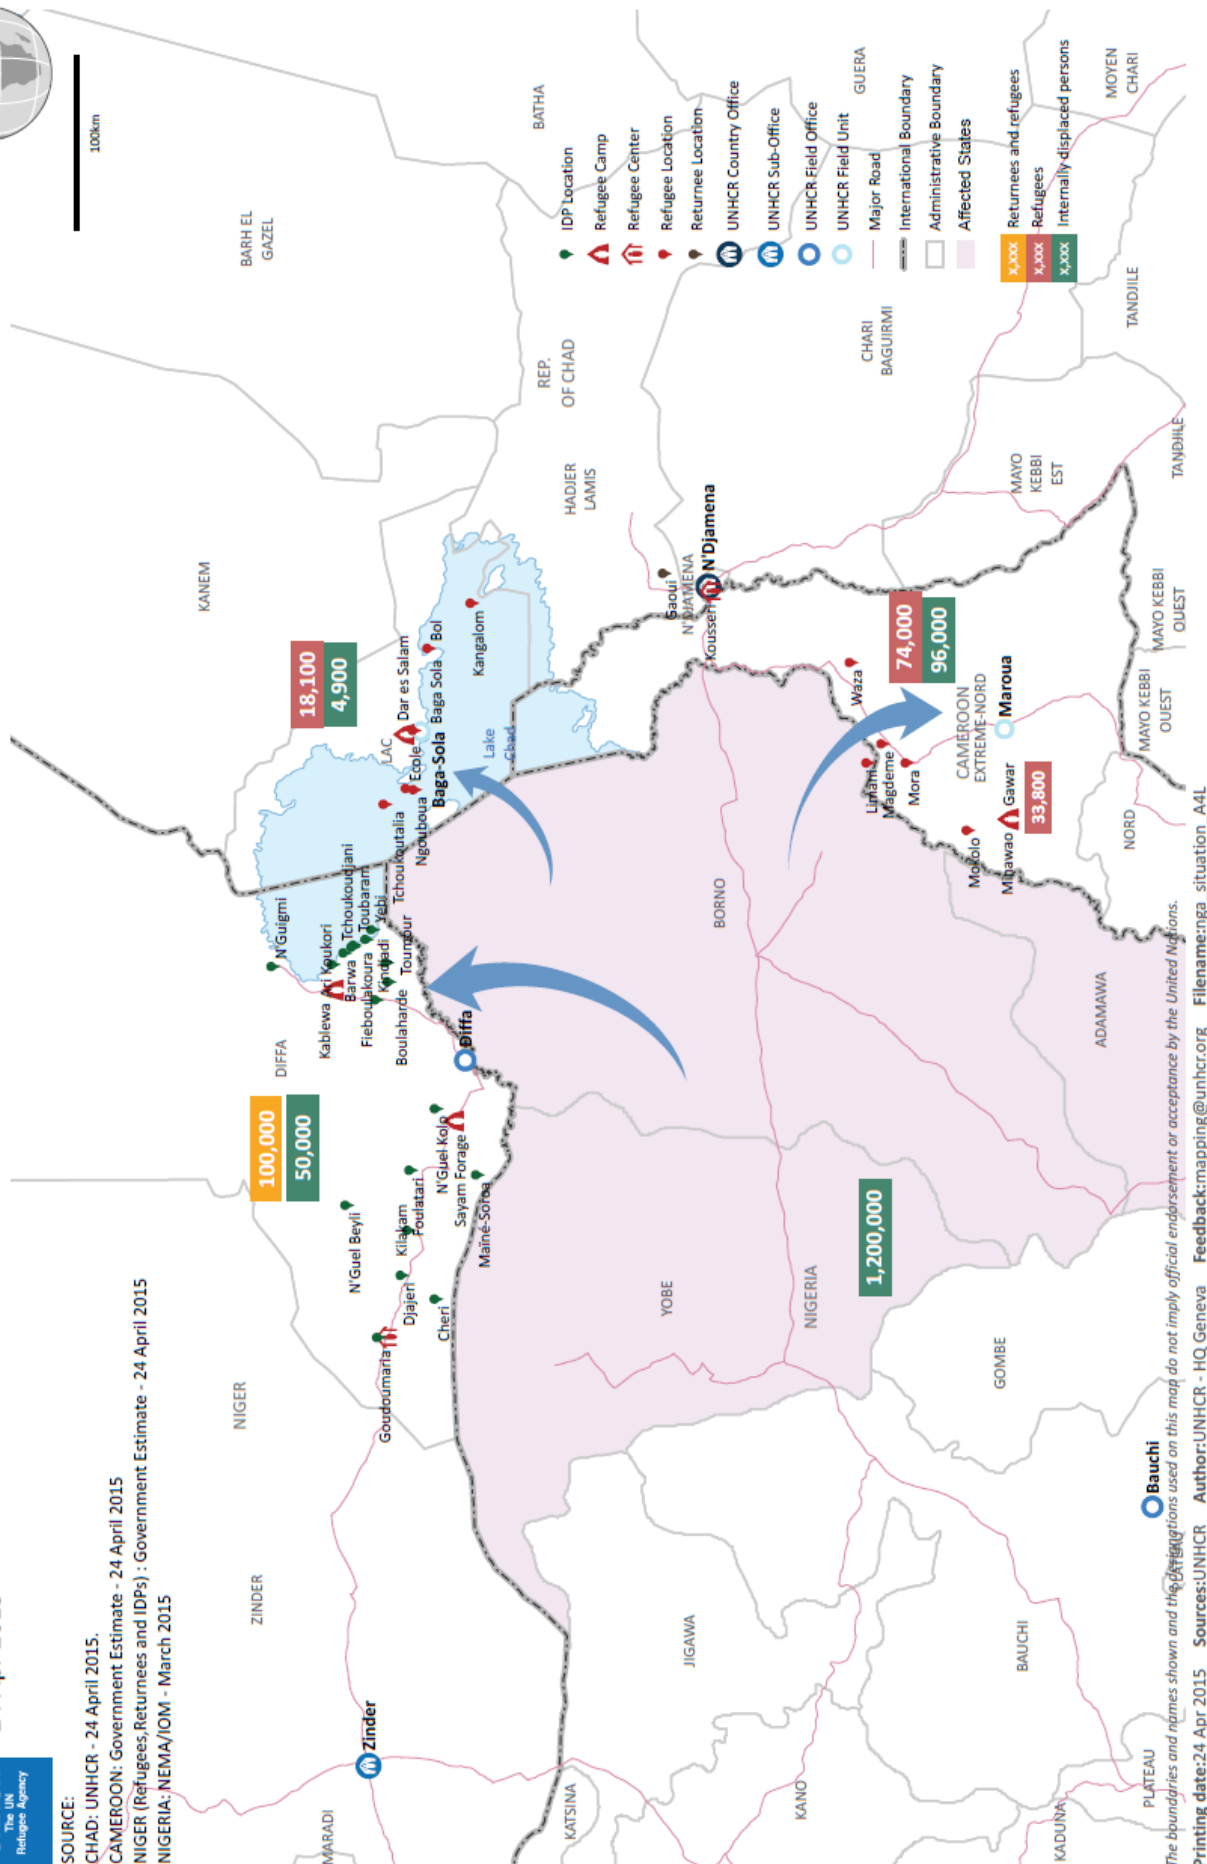 The UN
Refugee Agency
SOURCE:
CHAD: UNHCR - 24 April 2015.
CAMEROON: Government Estimate - 24 April 2015
NIGER (Refugees,Returnees and IDPs) : Government Estimate - 24 April 2015
NIGERIA: NEMA/IOM - March 2015
100km
BARH EL
GAZEL
KANEM
BATHA
REP.
OF CHAD
HADJER
LAMIS
GUERA
CHARI
BAGUIRMI
MOYEN
CHARI
TANDJILE
TANDJILE
MAYO
KEBBI
EST
MAYO KEBBI
OUEST
MAYO KEBBI
OUEST
NORD
IDP Location
Refugee Camp
Refugee Center
Refugee Location
Returnee Location
UNHCR Country Office
UNHCR Sub-Office
UNHCR Field Office
UNHCR Field Unit
Major Road
International Boundary
Administrative Boundary
Affected States
x,xxx Returnees and refugees
x,xxx Refugees
x,xxx Internally displaced persons
18,100
4,900
LAC
Dar es Salam
Ecole
Baga Sola
Bol
Baga-Sola
Kangalom
Lake
Chad
Ngouboua
Tchoukoutalia
Gaoui
N'DJAMENA
N'Djamena
Kousseri
74,000
96,000
Waza
CAMEROON
EXTREME-NORD
Maroua
Limani
Magdeme
Mora
Mokolo
Minawao
Gawar
33,800
100,000
50,000
DIFFA
N'Guigmi
Kablewa
Ari Koukori
Tchoukoudjani
Barwa
Toubaram
Yebi
Fieboulakoura
Kindjadi
Boulaharde
Toumour
Diffa
N'Guel Beyli
N'Guel Kolo
Kilakam
Foulatari
Sayam Forage
Djajeri
Maïné-Soroa
Cheri
Goudoumaria
NIGER
ZINDER
Zinder
MARADI
BORNO
YOBE
NIGERIA
1,200,000
ADAMAWA
GOMBE
Bauchi
BAUCHI
JIGAWA
KATSINA
KANO
KADUNA
PLATEAU
PLATEAU
The boundaries and names shown and the designations used on this map do not imply official endorsement or acceptance by the United Nations.
Printing date:24 Apr 2015 Sources:UNHCR Author:UNHCR - HQ Geneva Feedback:mapping@unhcr.org Filename:nga_situation_A4L